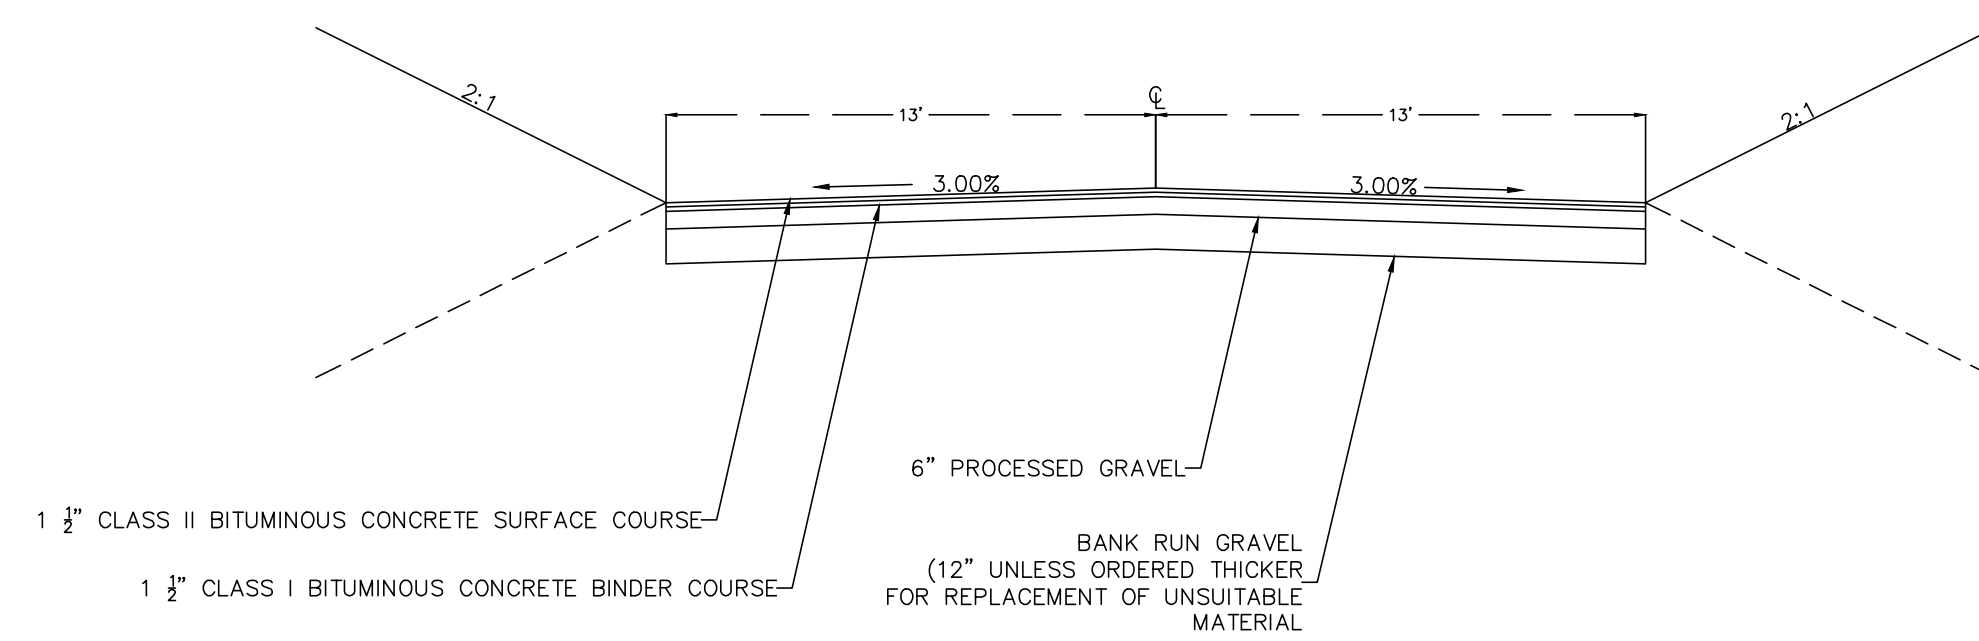 2:1
℄
13'
13'
2:1
3.00%
3.00%
6" PROCESSED GRAVEL
1 ½" CLASS II BITUMINOUS CONCRETE SURFACE COURSE
BANK RUN GRAVEL
(12" UNLESS ORDERED THICKER
FOR REPLACEMENT OF UNSUITABLE
MATERIAL
1 ½" CLASS I BITUMINOUS CONCRETE BINDER COURSE